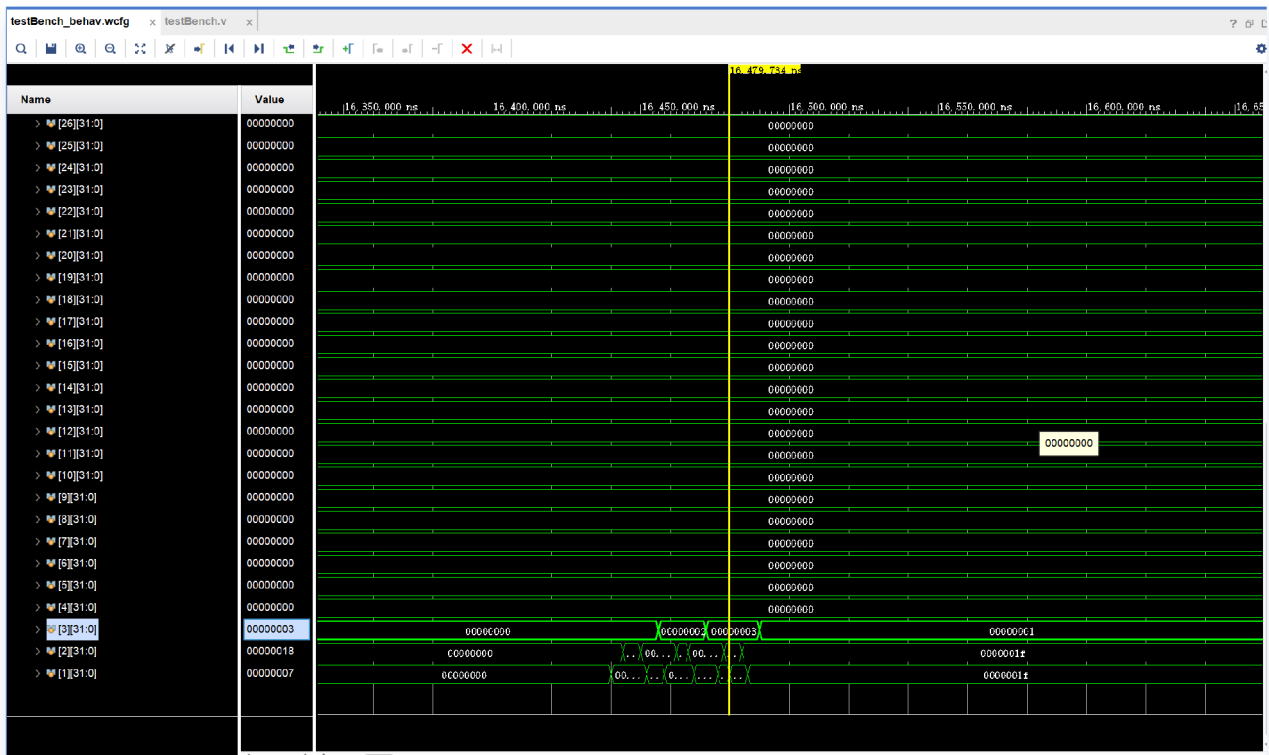 testBench_behav.wcfg x testBench.v x
?
16,479.734 ns
Name Value
16,350.000 ns 16,400.000 ns 16,450.000 ns 16,500.000 ns 16,550.000 ns 16,600.000 ns 16,65
> [26][31:0] 00000000 00000000
> [25][31:0] 00000000 00000000
> [24][31:0] 00000000 00000000
> [23][31:0] 00000000 00000000
> [22][31:0] 00000000 00000000
> [21][31:0] 00000000 00000000
> [20][31:0] 00000000 00000000
> [19][31:0] 00000000 00000000
> [18][31:0] 00000000 00000000
> [17][31:0] 00000000 00000000
> [16][31:0] 00000000 00000000
> [15][31:0] 00000000 00000000
> [14][31:0] 00000000 00000000
> [13][31:0] 00000000 00000000
> [12][31:0] 00000000 00000000
00000000
> [11][31:0] 00000000 00000000
> [10][31:0] 00000000 00000000
> [9][31:0] 00000000 00000000
> [8][31:0] 00000000 00000000
> [7][31:0] 00000000 00000000
> [6][31:0] 00000000 00000000
> [5][31:0] 00000000 00000000
> [4][31:0] 00000000 00000000
> [3][31:0] 00000003 00000000 00000003 00000001
> [2][31:0] 00000018 00000000 .. 00... . 00... . . 0000001f
> [1][31:0] 00000007 00000000 00... .. 0... ... . .. 0000001f